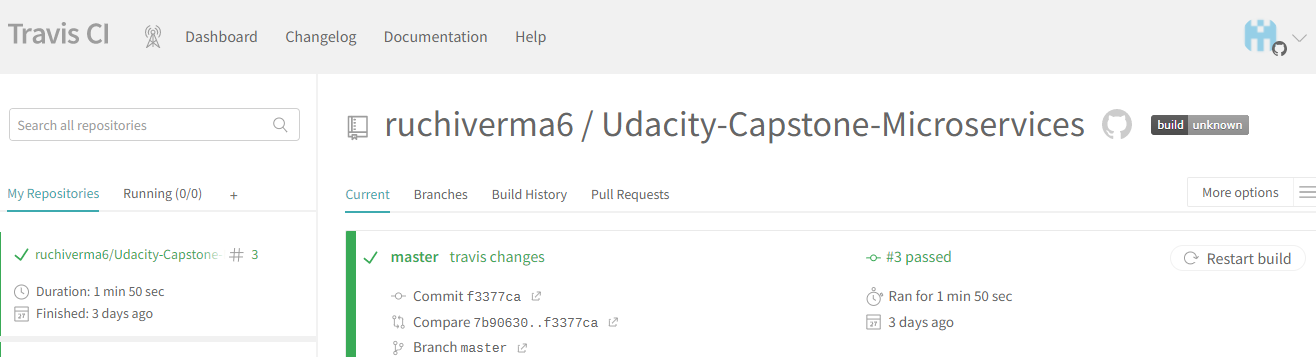 Travis CI
Dashboard Changelog Documentation Help
Search all repositories
ruchiverma6 / Udacity-Capstone-Microservices
build unknown
My Repositories Running (0/0) +
Current Branches Build History Pull Requests
More options
ruchiverma6/Udacity-Capstone- # 3
Duration: 1 min 50 sec
Finished: 3 days ago
master travis changes
#3 passed
Restart build
Commit f3377ca
Ran for 1 min 50 sec
Compare 7b90630..f3377ca
27 3 days ago
Branch master